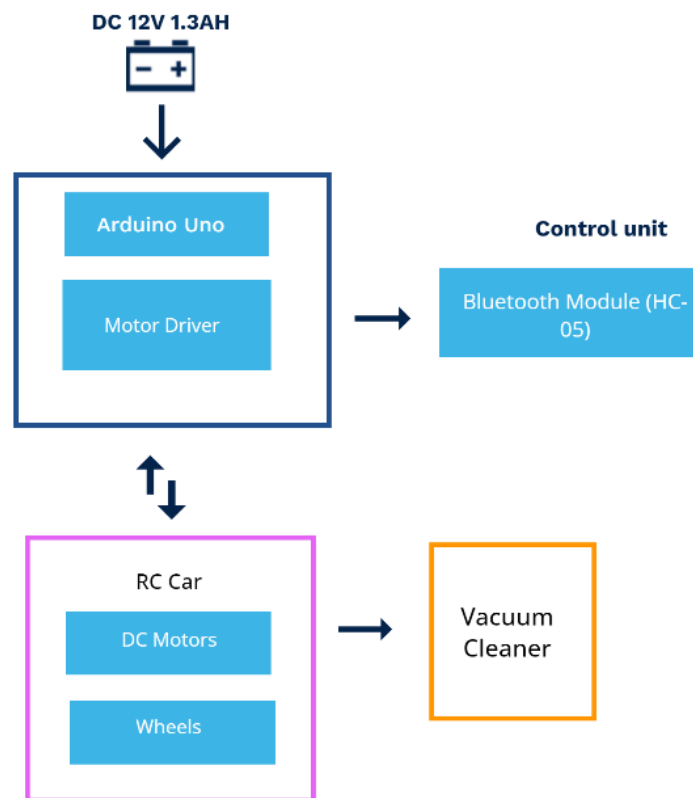 DC 12V 1.3AH
Arduino Uno
Control unit
Motor Driver
Bluetooth Module (HC-
05)
RC Car
DC Motors
Wheels
Vacuum
Cleaner